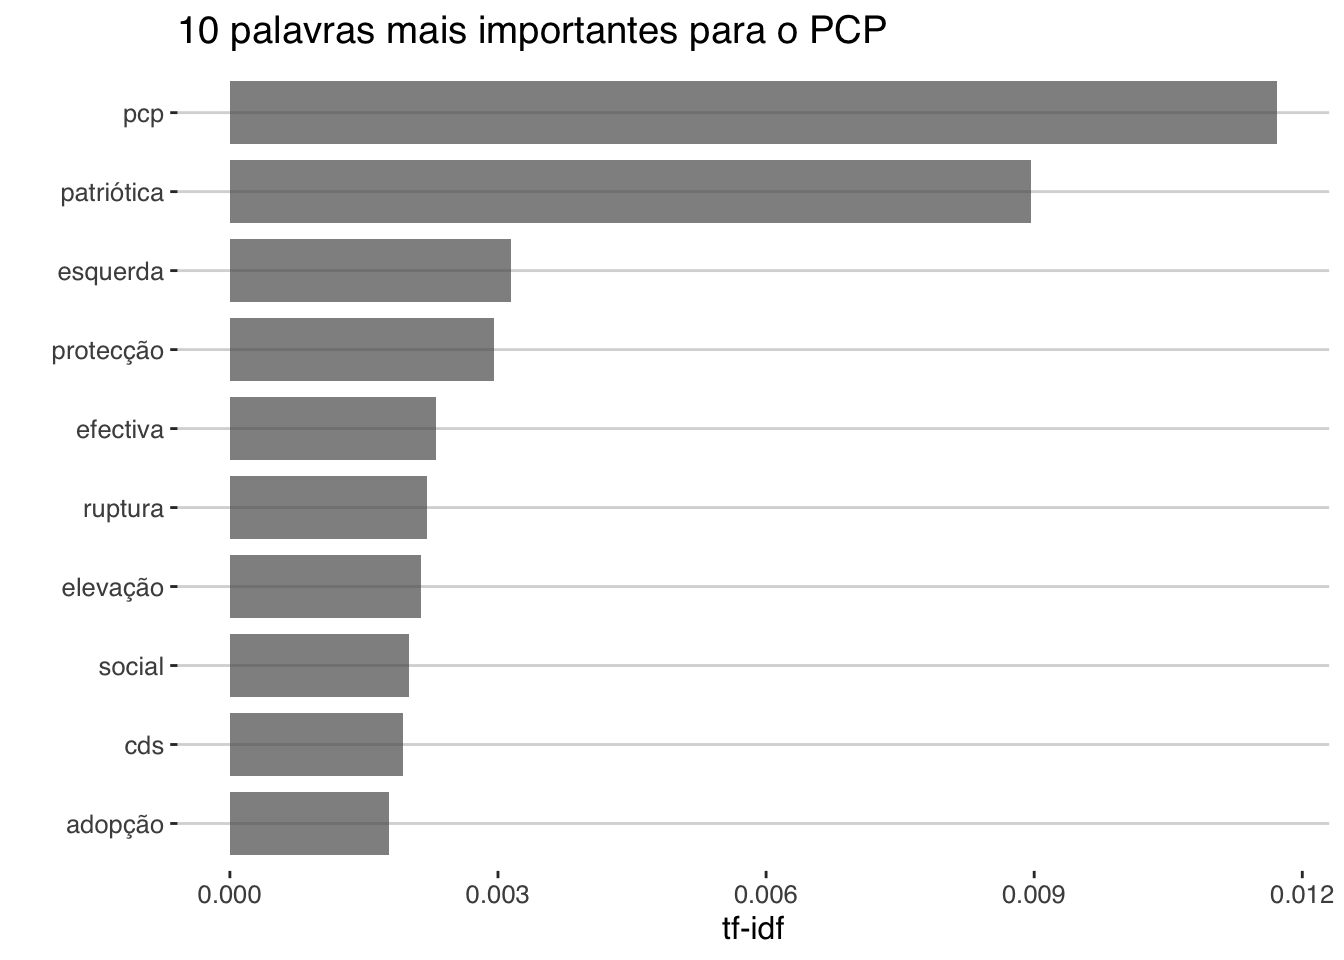 10 palavras mais importantes para o PCP
pcp
patriótica
esquerda
protecção
efectiva
ruptura
elevação
social
cds
adopção
0.000 0.003 0.006 0.009 0.012
tf-idf